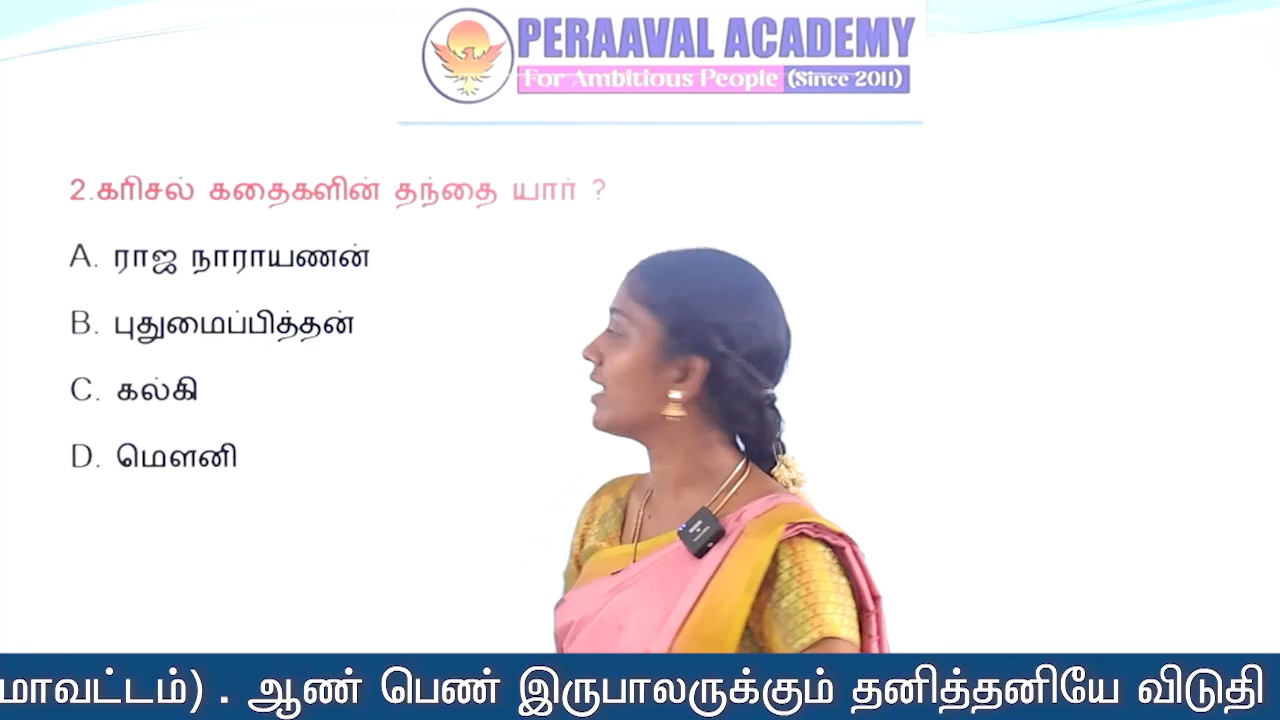 PERAAVAL ACADEMY
For Ambitious People (Since 2011)
2.கரிசல் கதைகளின் தந்தை யார் ?
A. ராஜ நாராயணன்
B. புதுமைப்பித்தன்
C. கல்கி
D. மௌனி
மாவட்டம்) . ஆண் பெண் இருபாலருக்கும் தனித்தனியே விடுதி